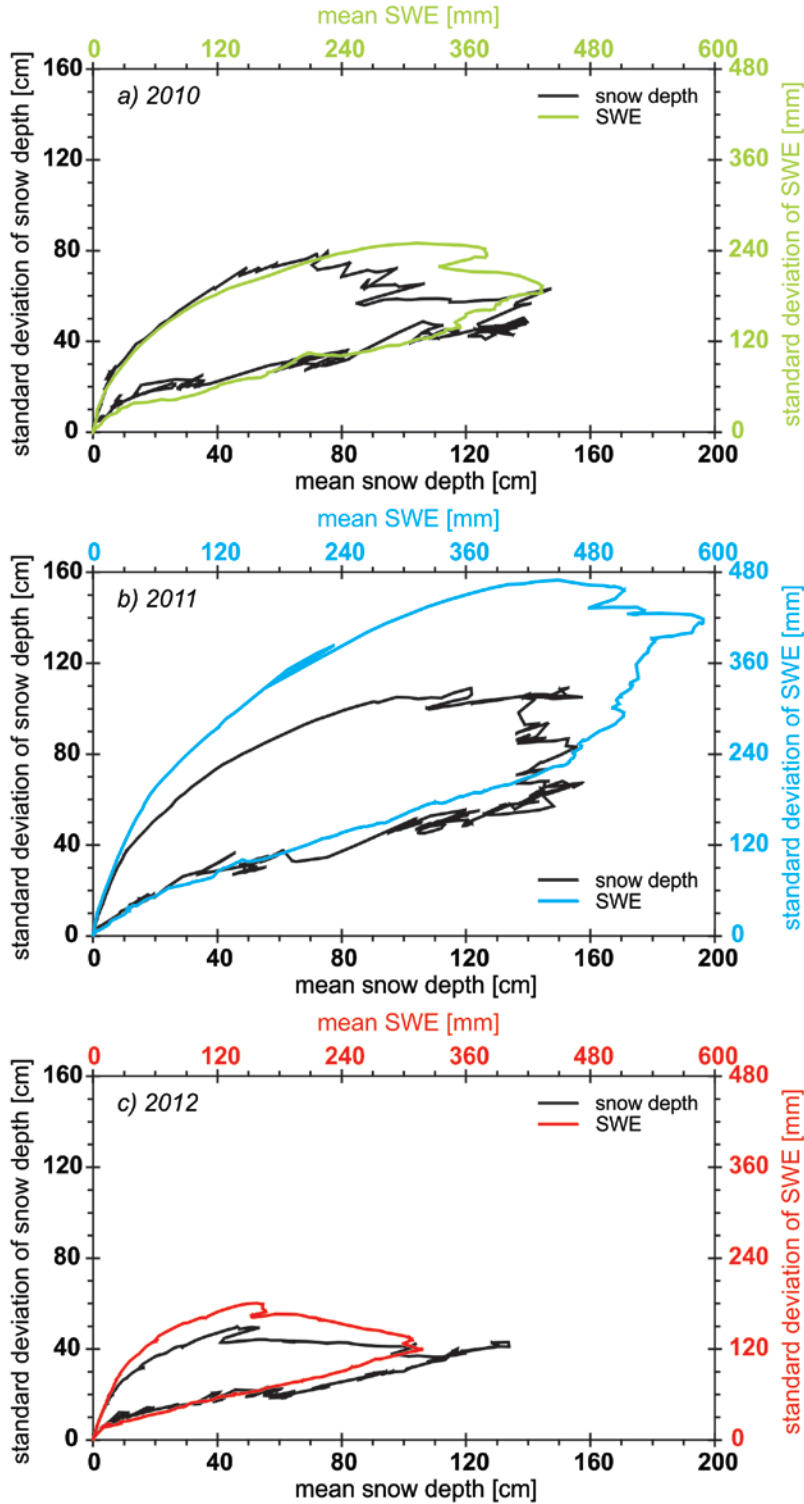 mean SWE [mm]
0 120 240 360 480 600
160 480
a) 2010
snow depth
SWE
120 360
80 240
40 120
0 0
standard deviation of snow depth [cm]
standard deviation of SWE [mm]
0 40 80 120 160 200
mean snow depth [cm]
mean SWE [mm]
0 120 240 360 480 600
160 480
b) 2011
120 360
80 240
40 120
snow depth
SWE
0 0
standard deviation of snow depth [cm]
standard deviation of SWE [mm]
0 40 80 120 160 200
mean snow depth [cm]
mean SWE [mm]
0 120 240 360 480 600
160 480
c) 2012
snow depth
SWE
120 360
80 240
40 120
0 0
standard deviation of snow depth [cm]
standard deviation of SWE [mm]
0 40 80 120 160 200
mean snow depth [cm]